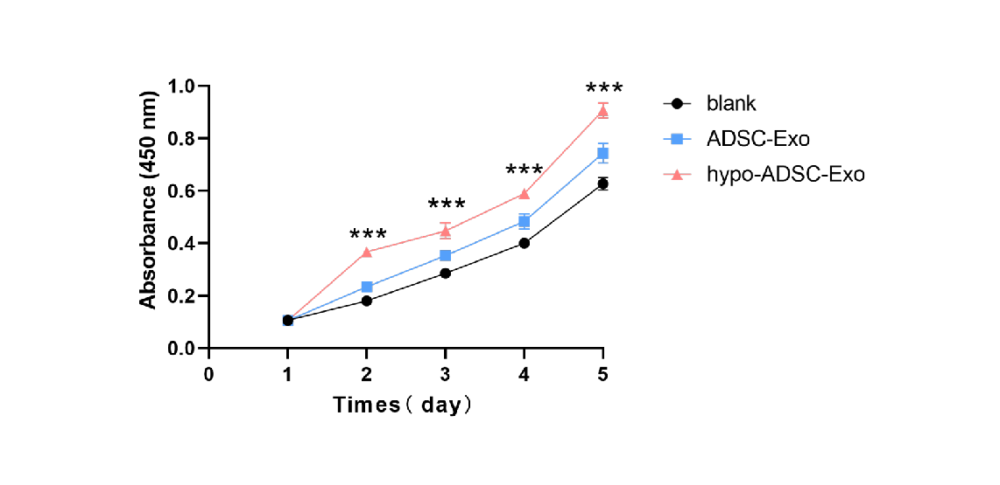 1.0
0.8
0.6
0.4
0.2
0.0
Absorbance (450 nm)
0 1 2 3 4 5
Times( day)
***
***
***
***
blank
ADSC-Exo
hypo-ADSC-Exo